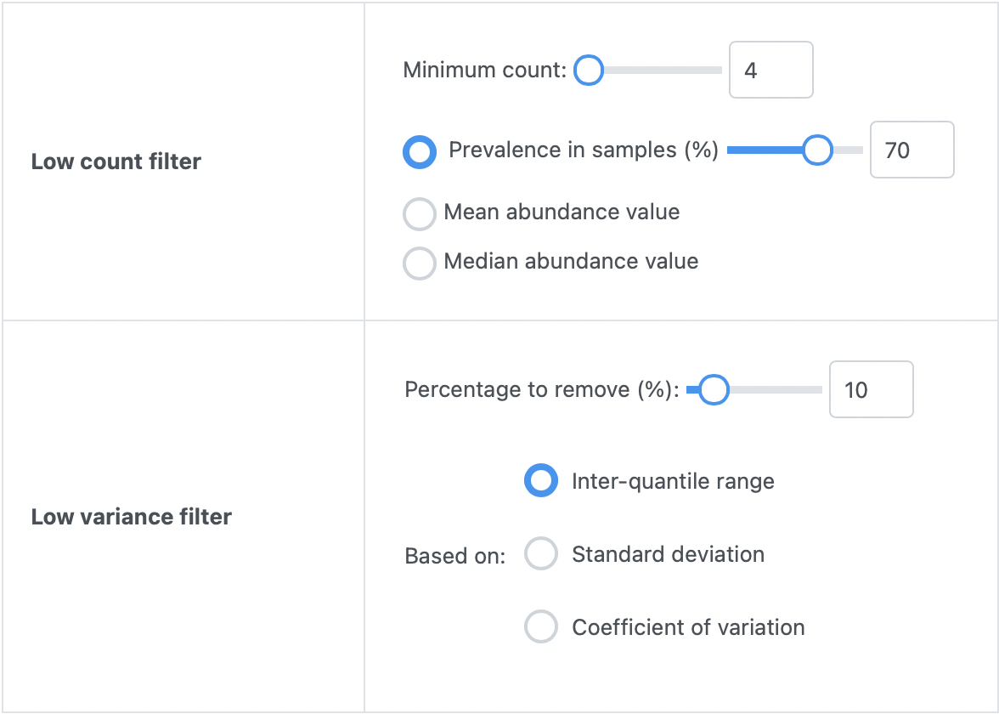 Low count filter
Minimum count: 4
Prevalence in samples (%) 70
Mean abundance value
Median abundance value
Low variance filter
Percentage to remove (%): 10
Based on:
Inter-quantile range
Standard deviation
Coefficient of variation